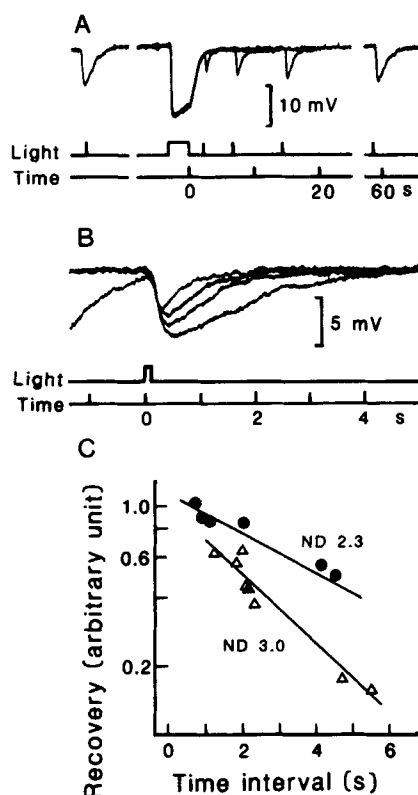 A
10 mV
Light
Time
0 20 60 s
B
5 mV
Light
Time
0 2 4 s
C
1.0
0.6
0.2
ND 2.3
ND 3.0
Recovery (arbitrary unit)
0 2 4 6
Time interval (s)